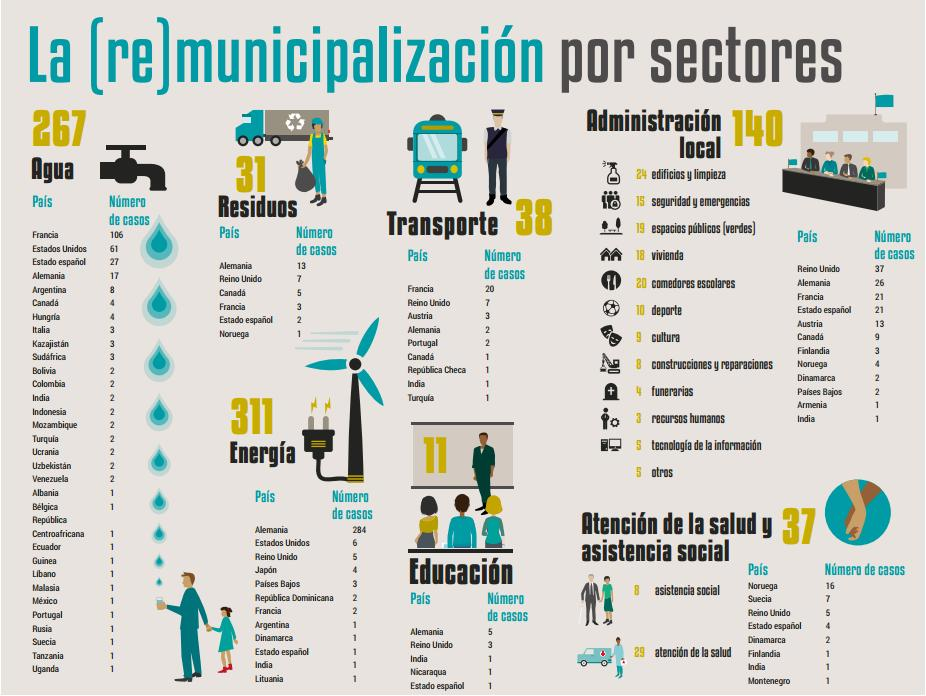 La (re)municipalización por sectores
267
Agua
País Número de casos
Francia 106
Estados Unidos 61
Estado español 27
Alemania 17
Argentina 8
Canadá 4
Hungría 4
Italia 3
Kazajistán 3
Sudáfrica 3
Bolivia 2
Colombia 2
India 2
Indonesia 2
Mozambique 2
Turquía 2
Ucrania 2
Uzbekistán 2
Venezuela 2
Albania 1
Bélgica 1
República
Centroafricana 1
Ecuador 1
Guinea 1
Líbano 1
Malasia 1
México 1
Portugal 1
Rusia 1
Suecia 1
Tanzania 1
Uganda 1
31
Residuos
País Número de casos
Alemania 13
Reino Unido 7
Canadá 5
Francia 3
Estado español 2
Noruega 1
311
Energía
País Número de casos
Alemania 284
Estados Unidos 6
Reino Unido 5
Japón 4
Países Bajos 3
República Dominicana 2
Francia 2
Argentina 1
Dinamarca 1
Estado español 1
India 1
Lituania 1
Transporte 38
País Número de casos
Francia 20
Reino Unido 7
Austria 3
Alemania 2
Portugal 2
Canadá 1
República Checa 1
India 1
Turquía 1
11
Educación
País Número de casos
Alemania 5
Reino Unido 3
India 1
Nicaragua 1
Estado español 1
Administración
local
140
24 edificios y limpieza
15 seguridad y emergencias
19 espacios públicos (verdes)
18 vivienda
20 comedores escolares
10 deporte
9 cultura
8 construcciones y reparaciones
4 funerarias
3 recursos humanos
5 tecnología de la información
5 otros
País Número de casos
Reino Unido 37
Alemania 26
Francia 21
Estado español 21
Austria 13
Canadá 9
Finlandia 3
Noruega 4
Dinamarca 2
Países Bajos 2
Armenia 1
India 1
Atención de la salud y
asistencia social
37
8 asistencia social
29 atención de la salud
País Número de casos
Noruega 16
Suecia 7
Reino Unido 5
Estado español 4
Dinamarca 2
Finlandia 1
India 1
Montenegro 1